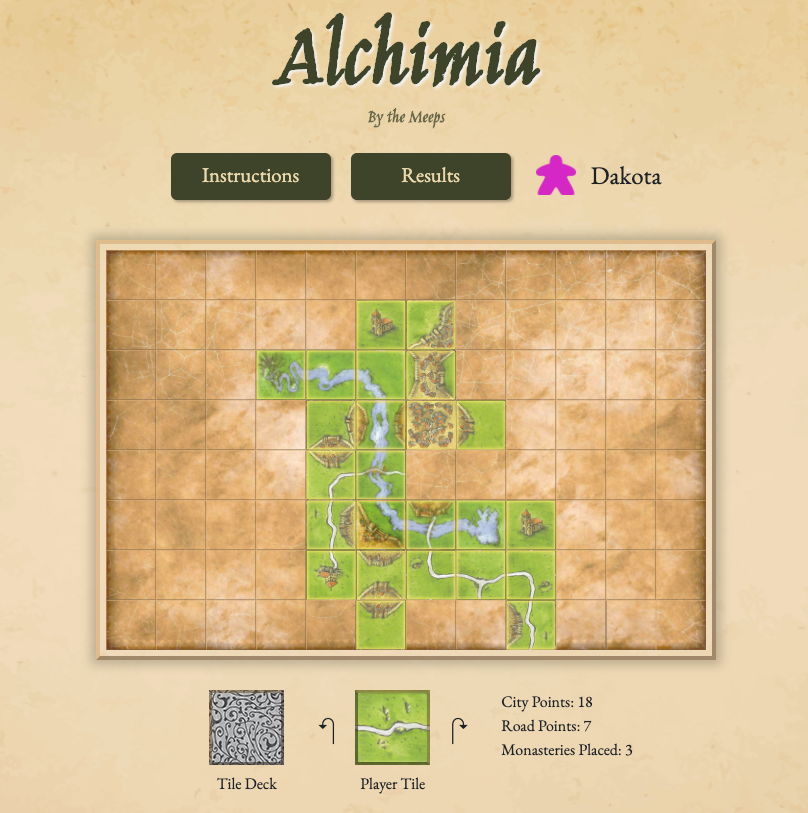 Alchimia
By the Meeps
Instructions
Results
Dakota
City Points: 18
Road Points: 7
Monasteries Placed: 3
Tile Deck
Player Tile